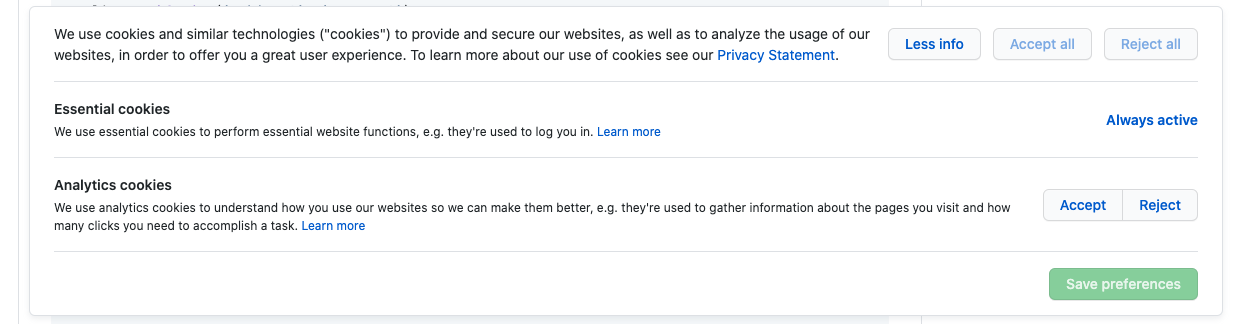 We use cookies and similar technologies ("cookies") to provide and secure our websites, as well as to analyze the usage of our
websites, in order to offer you a great user experience. To learn more about our use of cookies see our Privacy Statement.
Less info
Accept all
Reject all
Essential cookies
We use essential cookies to perform essential website functions, e.g. they're used to log you in. Learn more
Always active
Analytics cookies
We use analytics cookies to understand how you use our websites so we can make them better, e.g. they're used to gather information about the pages you visit and how
many clicks you need to accomplish a task. Learn more
Accept
Reject
Save preferences